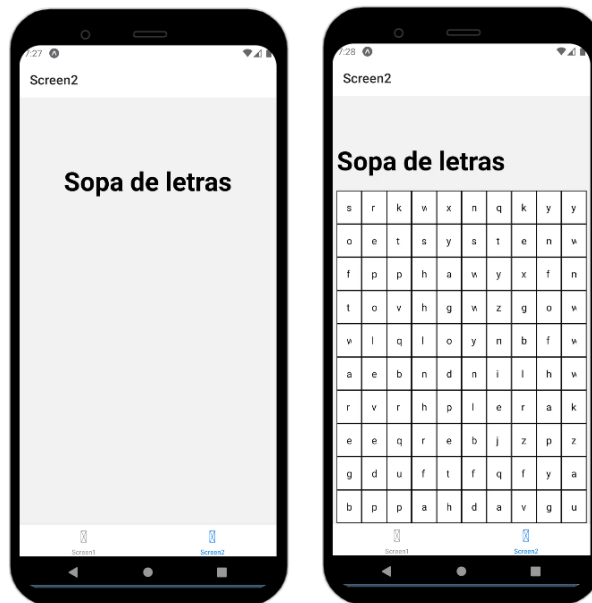 7:27
Screen2
Sopa de letras
Screen1 Screen2
7:28
Screen2
Sopa de letras
s r k w x n q k y y
o e t s y s t e n w
f p p h a w y x f n
t o v h g w z g o w
w l q l o y n b f w
a e b n d n i l h w
r v r h p l e r a k
e e q r e b j z p z
g d u f t f q f y a
b p p a h d a v g u
Screen1 Screen2